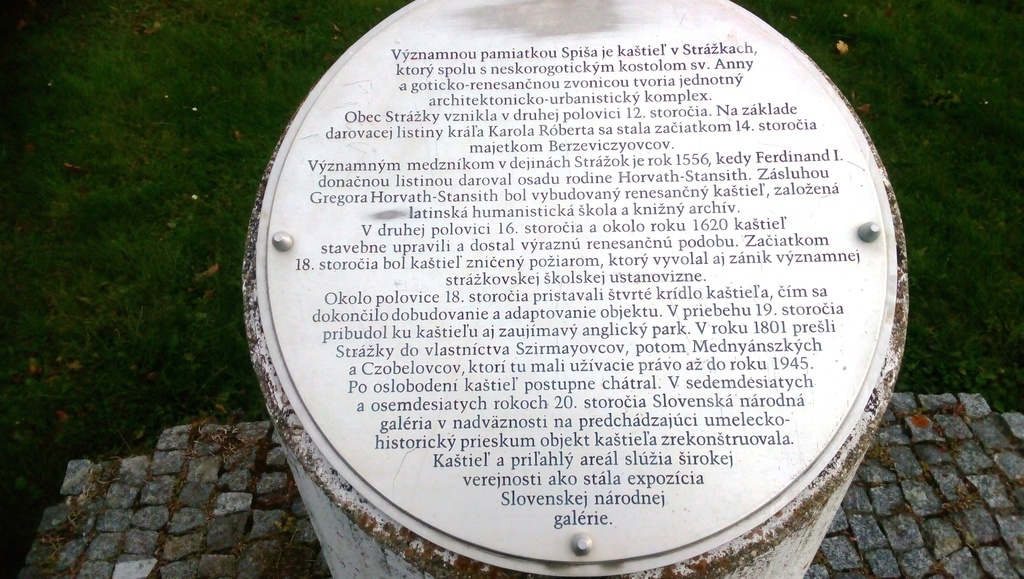 Významnou pamiatkou Spiša je kaštieľ v Strážkach,
ktorý spolu s neskorogotickým kostolom sv. Anny
a goticko-renesančnou zvonicou tvoria jednotný
architektonicko-urbanistický komplex.
Obec Strážky vznikla v druhej polovici 12. storočia. Na základe
darovacej listiny kráľa Karola Róberta sa stala začiatkom 14. storočia
majetkom Berzeviczyovcov.
Významným medzníkom v dejinách Strážok je rok 1556, kedy Ferdinand I.
donačnou listinou daroval osadu rodine Horvath-Stansith. Zásluhou
Gregora Horvath-Stansith bol vybudovaný renesančný kaštieľ, založená
latinská humanistická škola a knižný archív.
V druhej polovici 16. storočia a okolo roku 1620 kaštieľ
stavebne upravili a dostal výraznú renesančnú podobu. Začiatkom
18. storočia bol kaštieľ zničený požiarom, ktorý vyvolal aj zánik významnej
strážkovskej školskej ustanovizne.
Okolo polovice 18. storočia pristavali štvrté krídlo kaštieľa, čím sa
dokončilo dobudovanie a adaptovanie objektu. V priebehu 19. storočia
pribudol ku kaštieľu aj zaujímavý anglický park. V roku 1801 prešli
Strážky do vlastníctva Szirmayovcov, potom Mednyánszkých
a Czobelovcov, ktorí tu mali užívacie právo až do roku 1945.
Po oslobodení kaštieľ postupne chátral. V sedemdesiatych
a osemdesiatych rokoch 20. storočia Slovenská národná
galéria v nadväznosti na predchádzajúci umelecko-
historický prieskum objekt kaštieľa zrekonštruovala.
Kaštieľ a priľahlý areál slúžia širokej
verejnosti ako stála expozícia
Slovenskej národnej
galérie.